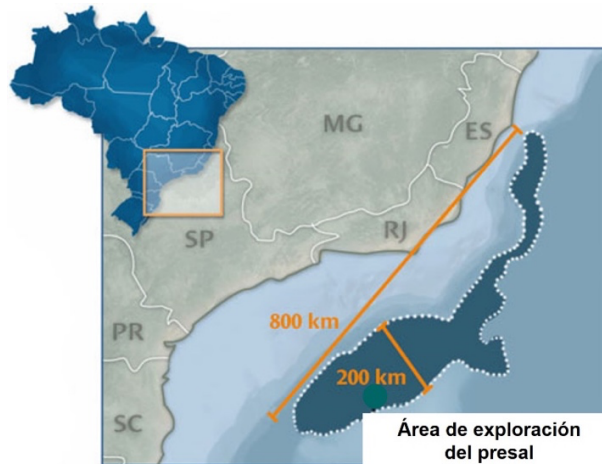 MG
ES
SP
RJ
800 km
PR
200 km
SC
Área de exploración
del presal